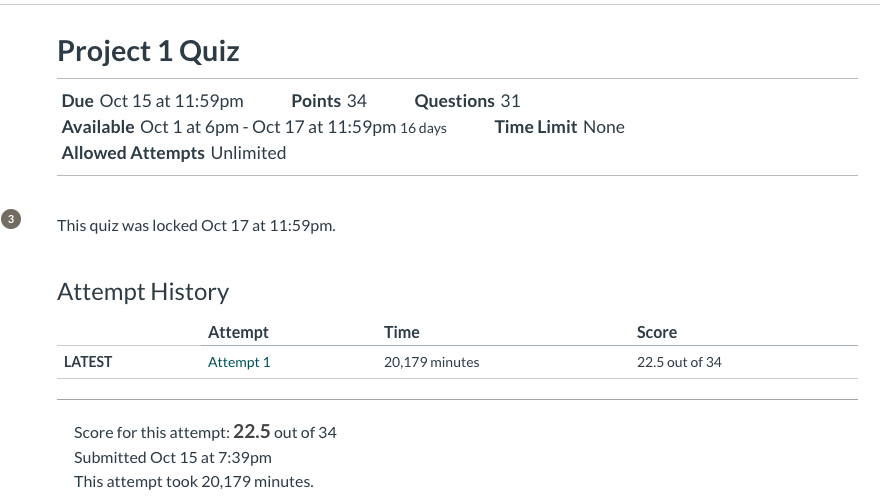 Project 1 Quiz
Due Oct 15 at 11:59pm Points 34 Questions 31
Available Oct 1 at 6pm - Oct 17 at 11:59pm 16 days Time Limit None
Allowed Attempts Unlimited
3
This quiz was locked Oct 17 at 11:59pm.
Attempt History
Attempt Time Score
LATEST Attempt 1 20,179 minutes 22.5 out of 34
Score for this attempt: 22.5 out of 34
Submitted Oct 15 at 7:39pm
This attempt took 20,179 minutes.